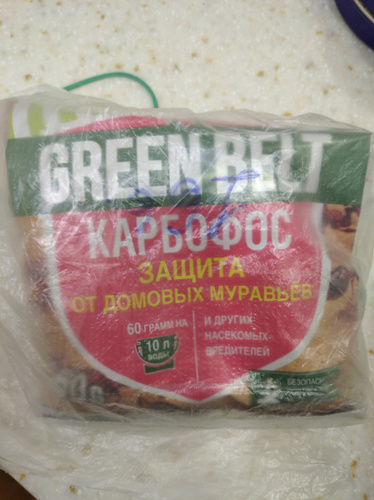 GREEN BELT
КАРБОФОС
ЗАЩИТА
ОТ ДОМОВЫХ МУРАВЬЕВ
60 ГРАММ НА
10 л
ВОДЫ
И ДРУГИХ
НАСЕКОМЫХ-
ВРЕДИТЕЛЕЙ